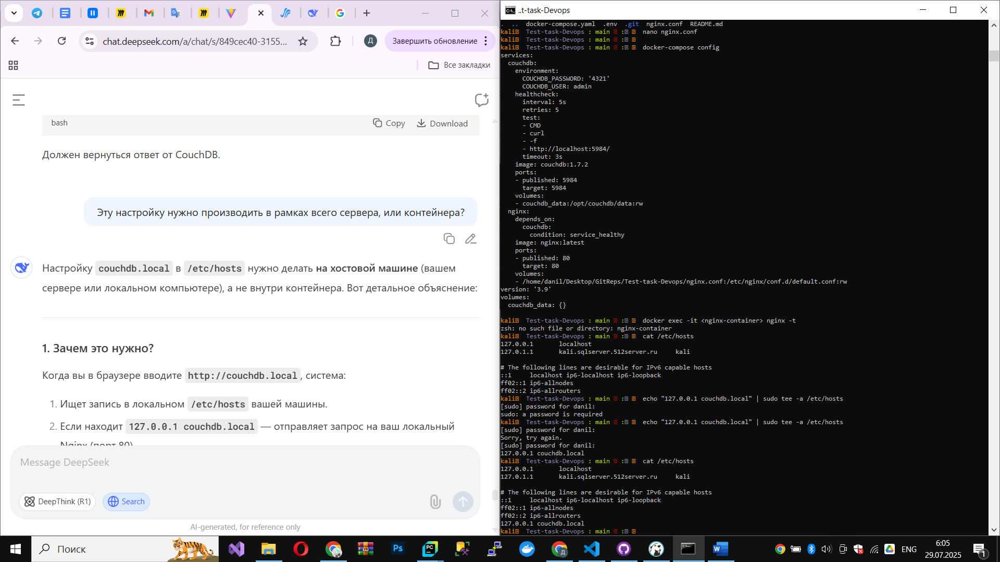 chat.deepseek.com/a/chat/s/849cec40-3155...
Д
Завершить обновление
Все закладки
bash
Copy
Download
Должен вернуться ответ от CouchDB.
Эту настройку нужно производить в рамках всего сервера, или контейнера?
Настройку couchdb.local в /etc/hosts нужно делать на хостовой машине (вашем
сервере или локальном компьютере), а не внутри контейнера. Вот детальное объяснение:
1. Зачем это нужно?
Когда вы в браузере вводите http://couchdb.local, система:
1. Ищет запись в локальном /etc/hosts вашей машины.
2. Если находит 127.0.0.1 couchdb.local — отправляет запрос на ваш локальный
Nginx (порт 80)
Message DeepSeek
DeepThink (R1)
Search
AI-generated, for reference only
..t-task-Devops
. .. docker-compose.yaml .env .git nginx.conf README.md
kali Test-task-Devops : main : nano nginx.conf
kali Test-task-Devops : main :
kali Test-task-Devops : main : docker-compose config
services:
couchdb:
environment:
COUCHDB_PASSWORD: '4321'
COUCHDB_USER: admin
healthcheck:
interval: 5s
retries: 5
test:
- CMD
- curl
- -f
- http://localhost:5984/
timeout: 3s
image: couchdb:1.7.2
ports:
- published: 5984
target: 5984
volumes:
- couchdb_data:/opt/couchdb/data:rw
nginx:
depends_on:
couchdb:
condition: service_healthy
image: nginx:latest
ports:
- published: 80
target: 80
volumes:
- /home/danil/Desktop/GitReps/Test-task-Devops/nginx.conf:/etc/nginx/conf.d/default.conf:rw
version: '3.9'
volumes:
couchdb_data: {}
kali Test-task-Devops : main : docker exec -it <nginx-container> nginx -t
zsh: no such file or directory: nginx-container
kali Test-task-Devops : main : cat /etc/hosts
127.0.0.1 localhost
127.0.1.1 kali.sqlserver.512server.ru kali
# The following lines are desirable for IPv6 capable hosts
::1 localhost ip6-localhost ip6-loopback
ff02::1 ip6-allnodes
ff02::2 ip6-allrouters
kali Test-task-Devops : main : echo "127.0.0.1 couchdb.local" | sudo tee -a /etc/hosts
[sudo] password for danil:
sudo: a password is required
kali Test-task-Devops : main : echo "127.0.0.1 couchdb.local" | sudo tee -a /etc/hosts
[sudo] password for danil:
Sorry, try again.
[sudo] password for danil:
127.0.0.1 couchdb.local
kali Test-task-Devops : main : cat /etc/hosts
127.0.0.1 localhost
127.0.1.1 kali.sqlserver.512server.ru kali
# The following lines are desirable for IPv6 capable hosts
::1 localhost ip6-localhost ip6-loopback
ff02::1 ip6-allnodes
ff02::2 ip6-allrouters
127.0.0.1 couchdb.local
kali Test-task-Devops : main :
Поиск
Ps
PC
ENG
6:05
29.07.2025
1